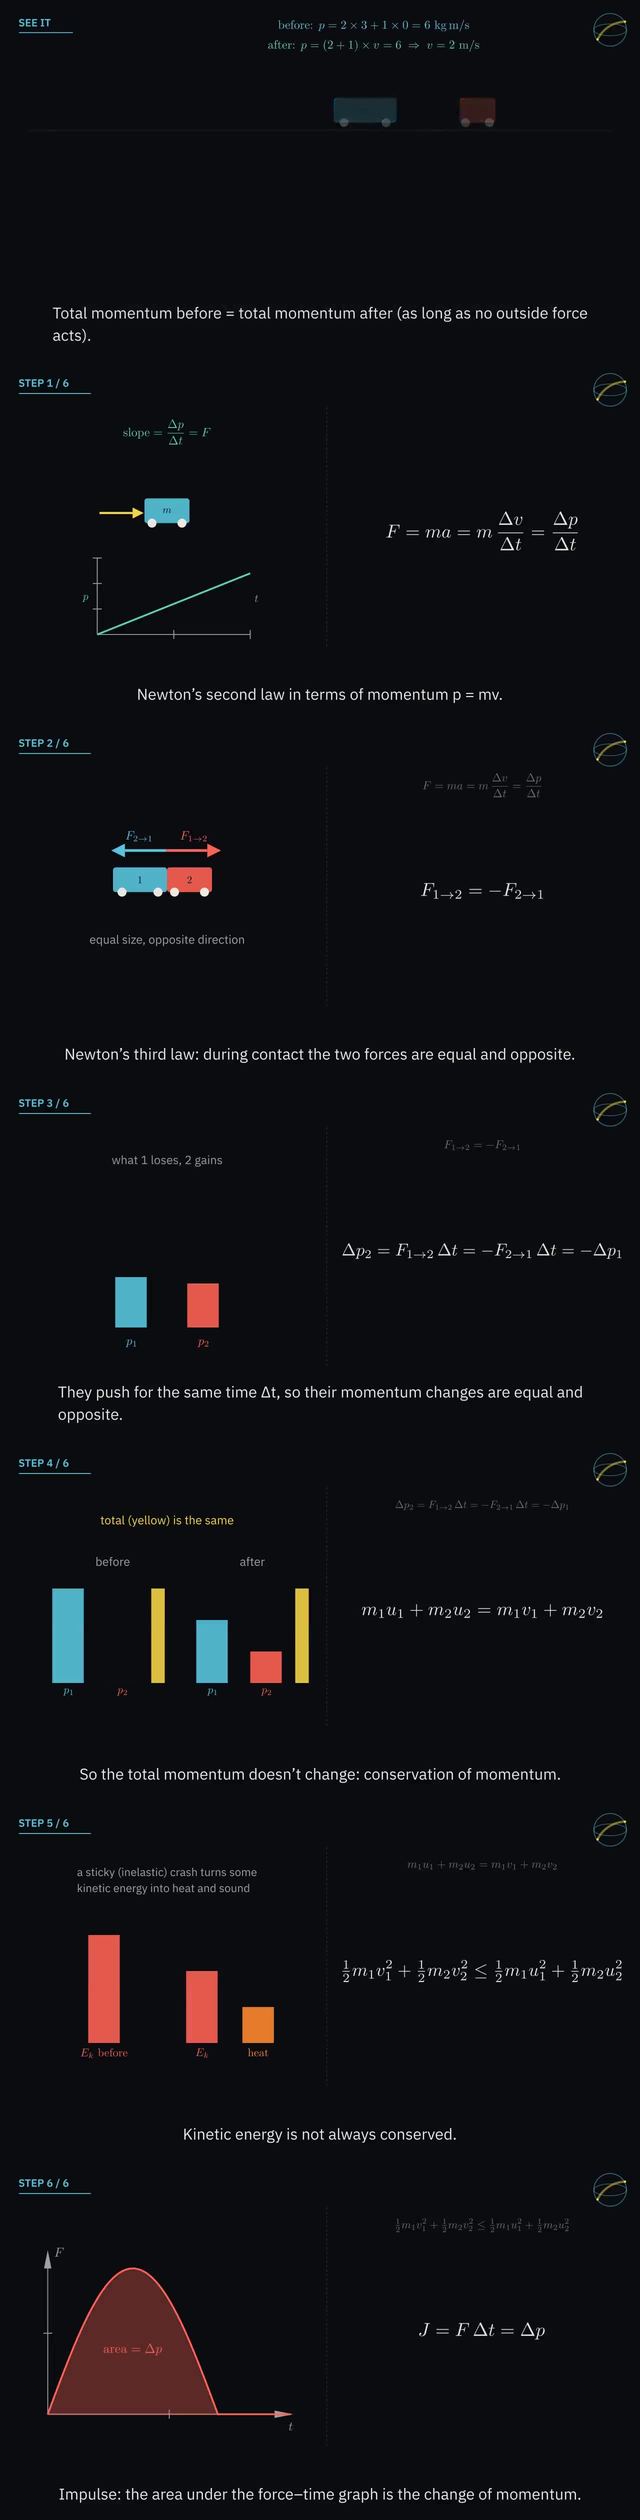 SEE IT
before: p = 2 × 3 + 1 × 0 = 6 kg m/s
after: p = (2 + 1) × v = 6 ⇒ v = 2 m/s
Total momentum before = total momentum after (as long as no outside force
acts).
STEP 1 / 6
slope = Δp/Δt = F
m
p
t
F = ma = m Δv/Δt = Δp/Δt
Newton’s second law in terms of momentum p = mv.
STEP 2 / 6
F = ma = m Δv/Δt = Δp/Δt
F₂→₁ F₁→₂
1 2
F₁→₂ = −F₂→₁
equal size, opposite direction
Newton’s third law: during contact the two forces are equal and opposite.
STEP 3 / 6
F₁→₂ = −F₂→₁
what 1 loses, 2 gains
Δp₂ = F₁→₂ Δt = −F₂→₁ Δt = −Δp₁
p₁ p₂
They push for the same time Δt, so their momentum changes are equal and
opposite.
STEP 4 / 6
Δp₂ = F₁→₂ Δt = −F₂→₁ Δt = −Δp₁
total (yellow) is the same
before after
m₁u₁ + m₂u₂ = m₁v₁ + m₂v₂
p₁ p₂ p₁ p₂
So the total momentum doesn’t change: conservation of momentum.
STEP 5 / 6
m₁u₁ + m₂u₂ = m₁v₁ + m₂v₂
a sticky (inelastic) crash turns some
kinetic energy into heat and sound
½m₁v₁² + ½m₂v₂² ≤ ½m₁u₁² + ½m₂u₂²
Eₖ before Eₖ heat
Kinetic energy is not always conserved.
STEP 6 / 6
½m₁v₁² + ½m₂v₂² ≤ ½m₁u₁² + ½m₂u₂²
F
J = F Δt = Δp
area = Δp
t
Impulse: the area under the force–time graph is the change of momentum.